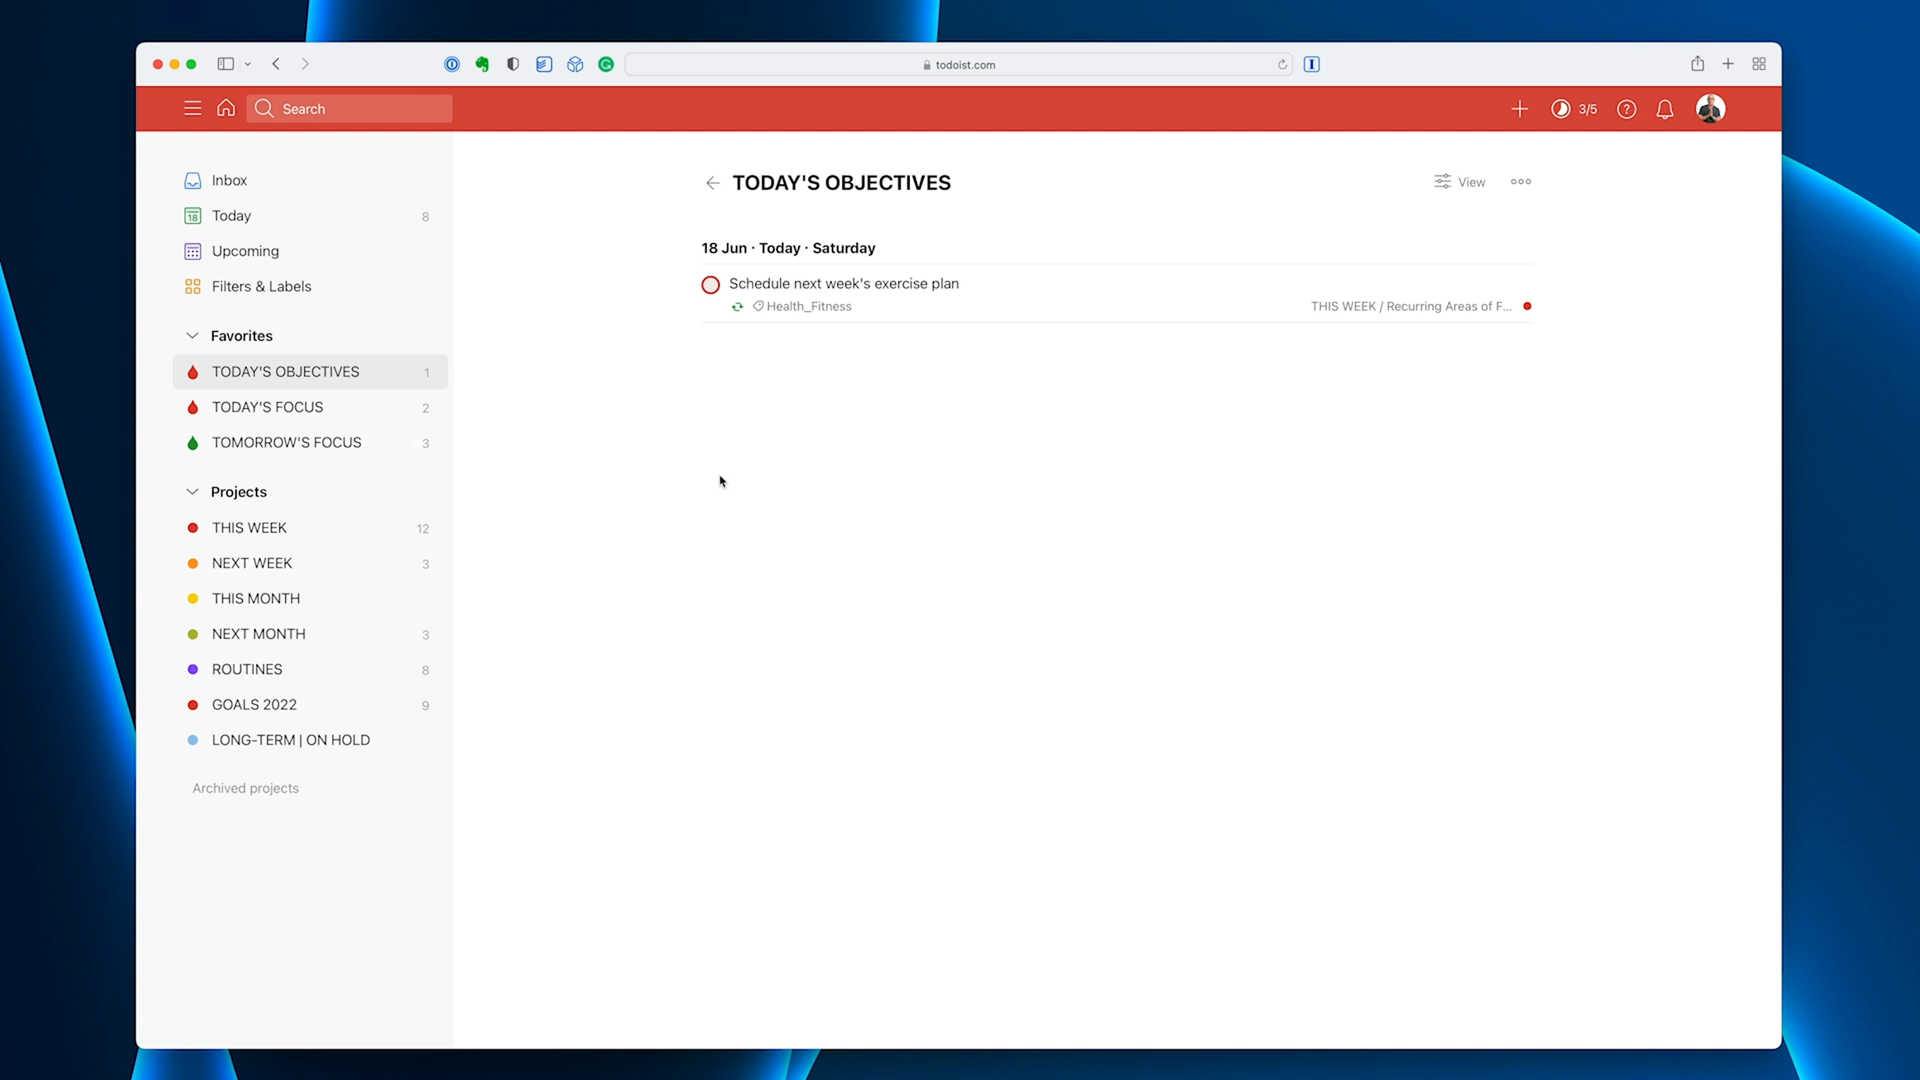 todoist.com
Search
3/5
Inbox
18
Today 8
Upcoming
Filters & Labels
Favorites
TODAY'S OBJECTIVES 1
TODAY'S FOCUS 2
TOMORROW'S FOCUS 3
Projects
THIS WEEK 12
NEXT WEEK 3
THIS MONTH
NEXT MONTH 3
ROUTINES 8
GOALS 2022 9
LONG-TERM | ON HOLD
Archived projects
TODAY'S OBJECTIVES
View
18 Jun · Today · Saturday
Schedule next week's exercise plan
Health_Fitness
THIS WEEK / Recurring Areas of F...